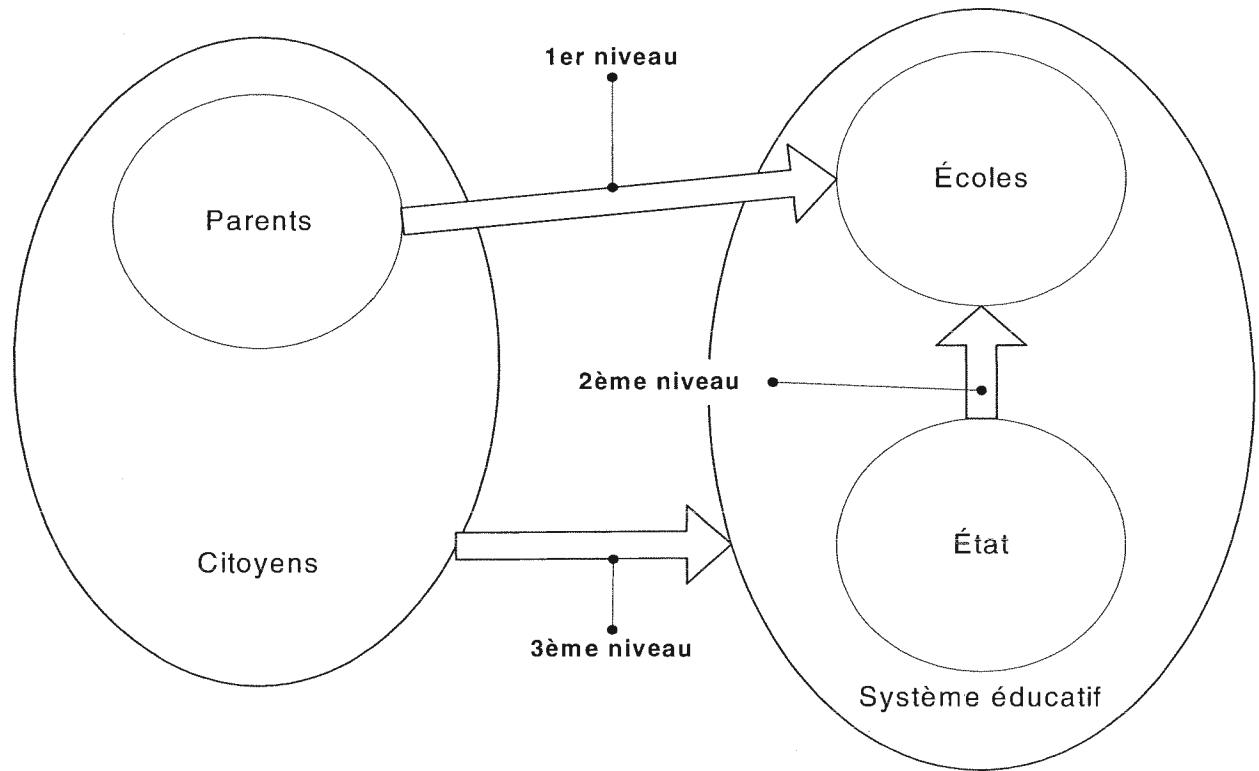 1er niveau
Écoles
Parents
2ème niveau
État
Citoyens
3ème niveau
Système éducatif